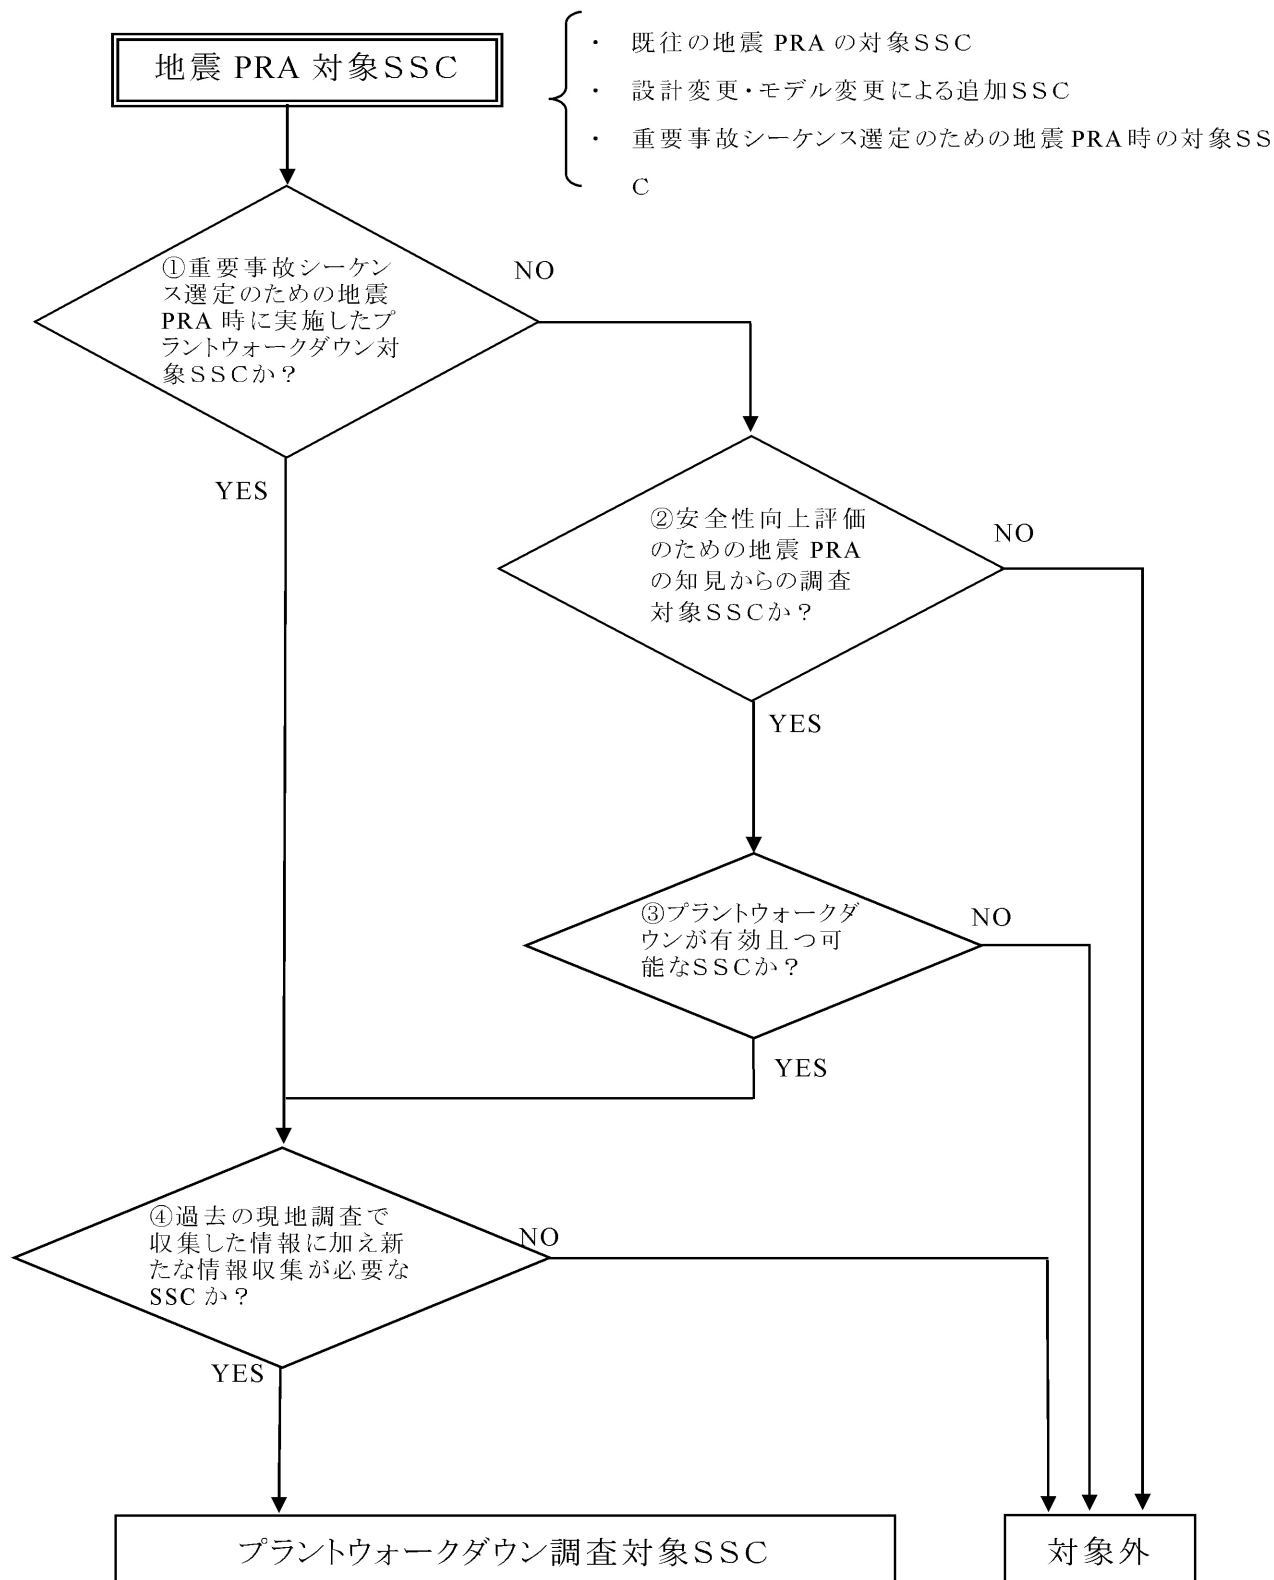 地震 PRA 対象ＳＳＣ
・ 既往の地震 PRA の対象ＳＳＣ
・ 設計変更・モデル変更による追加ＳＳＣ
・ 重要事故シーケンス選定のための地震 PRA 時の対象ＳＳ
Ｃ
①重要事故シーケン
ス選定のための地震
PRA 時に実施したプ
ラントウォークダウン対
象ＳＳＣか？
NO
YES
②安全性向上評価
のための地震 PRA
の知見からの調査
対象ＳＳＣか？
NO
YES
③プラントウォークダ
ウンが有効且つ可
能なＳＳＣか？
NO
YES
④過去の現地調査で
収集した情報に加え新
たな情報収集が必要な
SSC か？
NO
YES
プラントウォークダウン調査対象ＳＳＣ
対象外